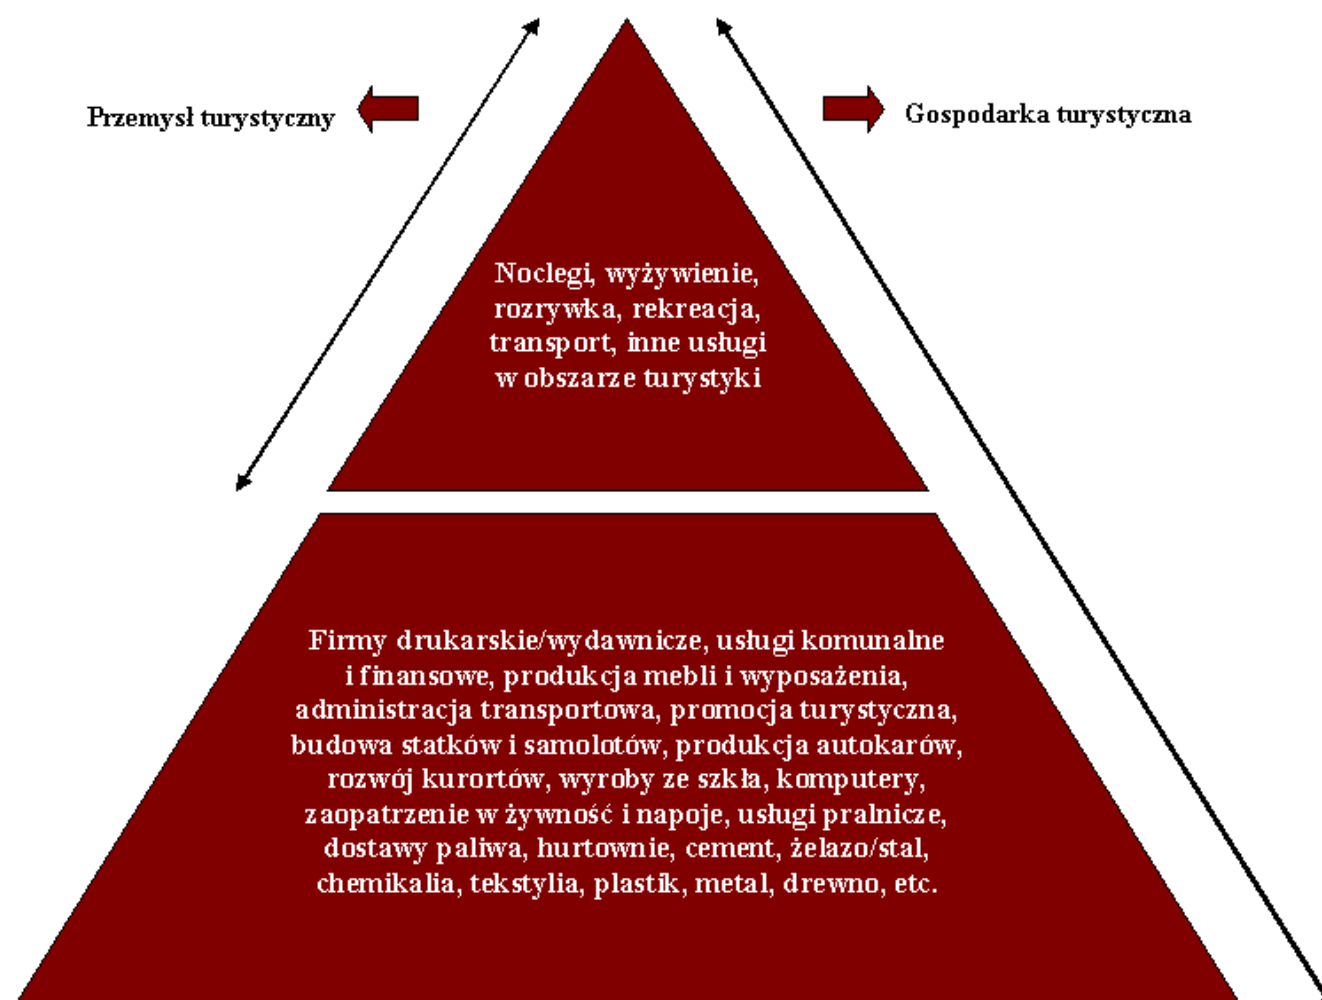 Przemysł turystyczny
Gospodarka turystyczna
Noclegi, wyżywienie,
rozrywka, rekreacja,
transport, inne usługi
w obszarze turystyki
Firmy drukarskie/wydawnicze, usługi komunalne
i finansowe, produkcja mebli i wyposażenia,
administracja transportowa, promocja turystyczna,
budowa statków i samolotów, produkcja autokarów,
rozwój kurortów, wyroby ze szkła, komputery,
zaopatrzenie w żywność i napoje, usługi pralnicze,
dostawy paliwa, hurtownie, cement, żelazo/stal,
chemikalia, tekstylia, plastik, metal, drewno, etc.